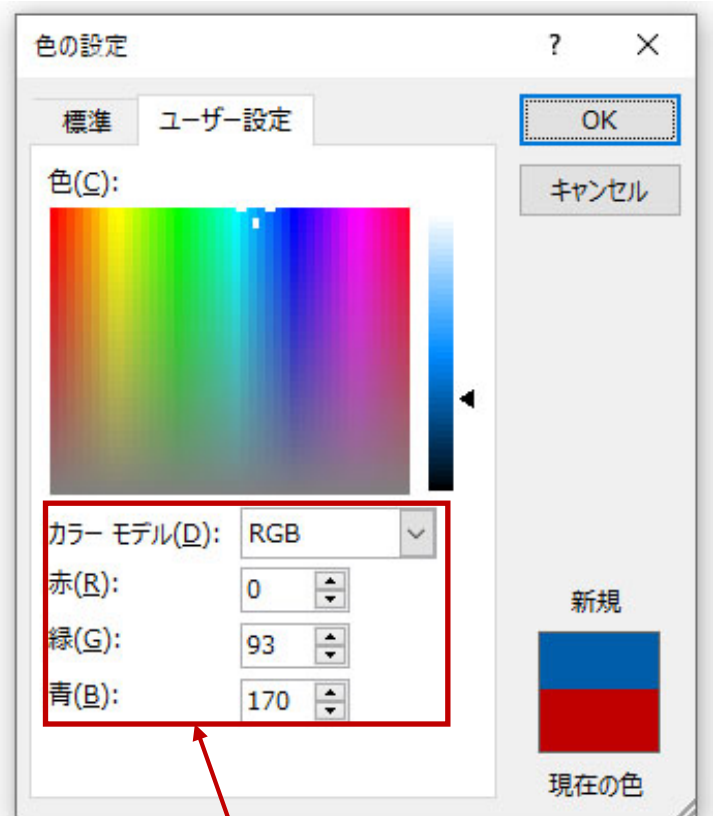 色の設定 ? ×
標準 ユーザー設定
OK
色(C):
キャンセル
カラー モデル(D): RGB
赤(R): 0
緑(G): 93
青(B): 170
新規
現在の色